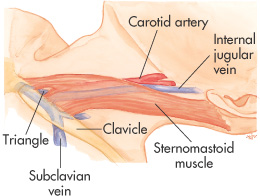 Carotid artery
Internal
jugular
vein
Triangle
Clavicle
Sternomastoid
muscle
Subclavian
vein